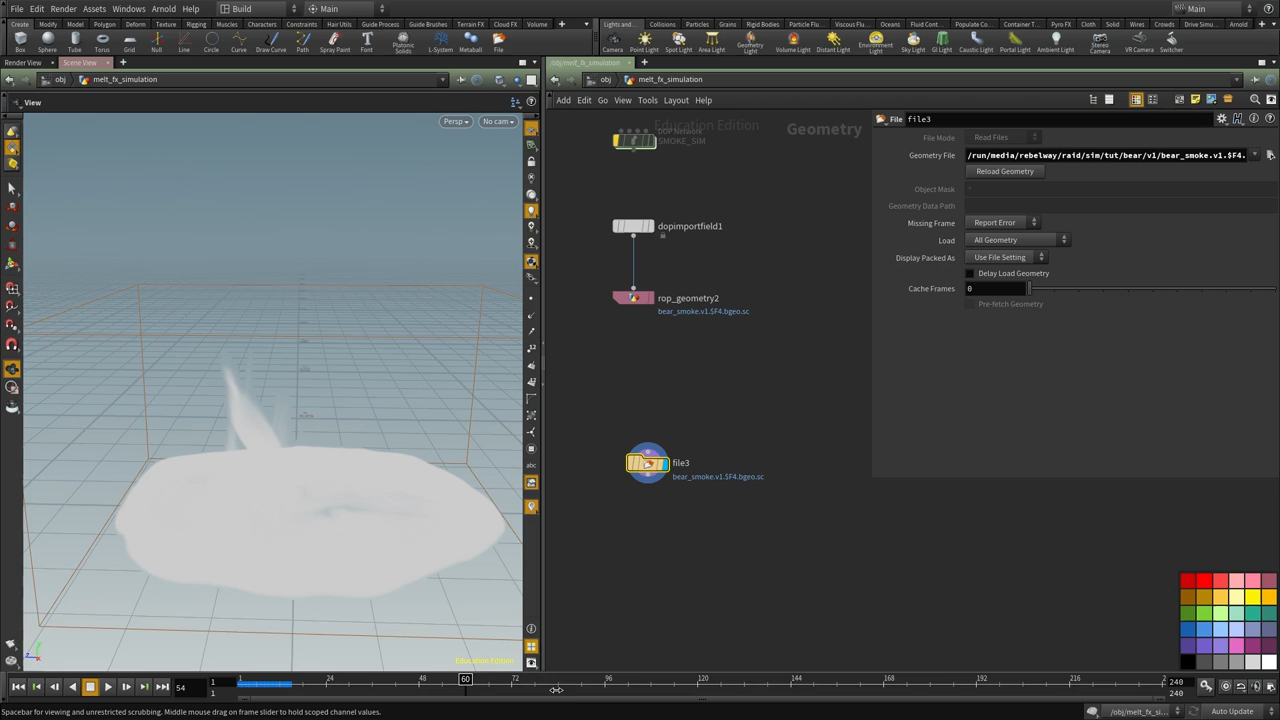 File Edit Render Assets Windows Arnold Help Build Main Main
Create Modify Model Polygon Deform Texture Rigging Muscles Characters Constraints Hair Utils Guide Process Guide Brushes Terrain FX Simple FX Cloud FX Volume
Lights and... Collisions Particles Grains Rigid Bodies Particle Flu... Viscous Flu... Oceans Fluid Cont... Populate Co... Container T... Pyro FX Cloth Solid Wires Crowds Drive Simu... Arnold
Box Sphere Tube Torus Grid Null Line Circle Curve Draw Curve Path Spray Paint Font Platonic Solids L-System Metaball File
Camera Point Light Spot Light Area Light Geometry Light Volume Light Distant Light Environment Light Sky Light GI Light Caustic Light Portal Light Ambient Light Stereo Camera VR Camera Switcher
Render View Scene View
/obj/melt_fx_simulation
obj melt_fx_simulation
obj melt_fx_simulation
View
Persp No cam
Add Edit Go View Tools Layout Help
Education Edition
Geometry
DOP Network
SMOKE_SIM
dopimportfield1
rop_geometry2
bear_smoke.v1.$F4.bgeo.sc
file3
bear_smoke.v1.$F4.bgeo.sc
File file3
File Mode Read Files
Geometry File /run/media/rebelway/raid/sim/tut/bear/v1/bear_smoke.v1.$F4.
Reload Geometry
Object Mask *
Geometry Data Path
Missing Frame Report Error
Load All Geometry
Display Packed As Use File Setting
Delay Load Geometry
Cache Frames 0
Pre-fetch Geometry
abc
12
Education Edition
54
1
1
1 24 48 60 72 96 120 144 168 192 216
240
240
Spacebar for viewing and unrestricted scrubbing. Middle mouse drag on frame slider to hold scoped channel values.
/obj/melt_fx_si... Auto Update